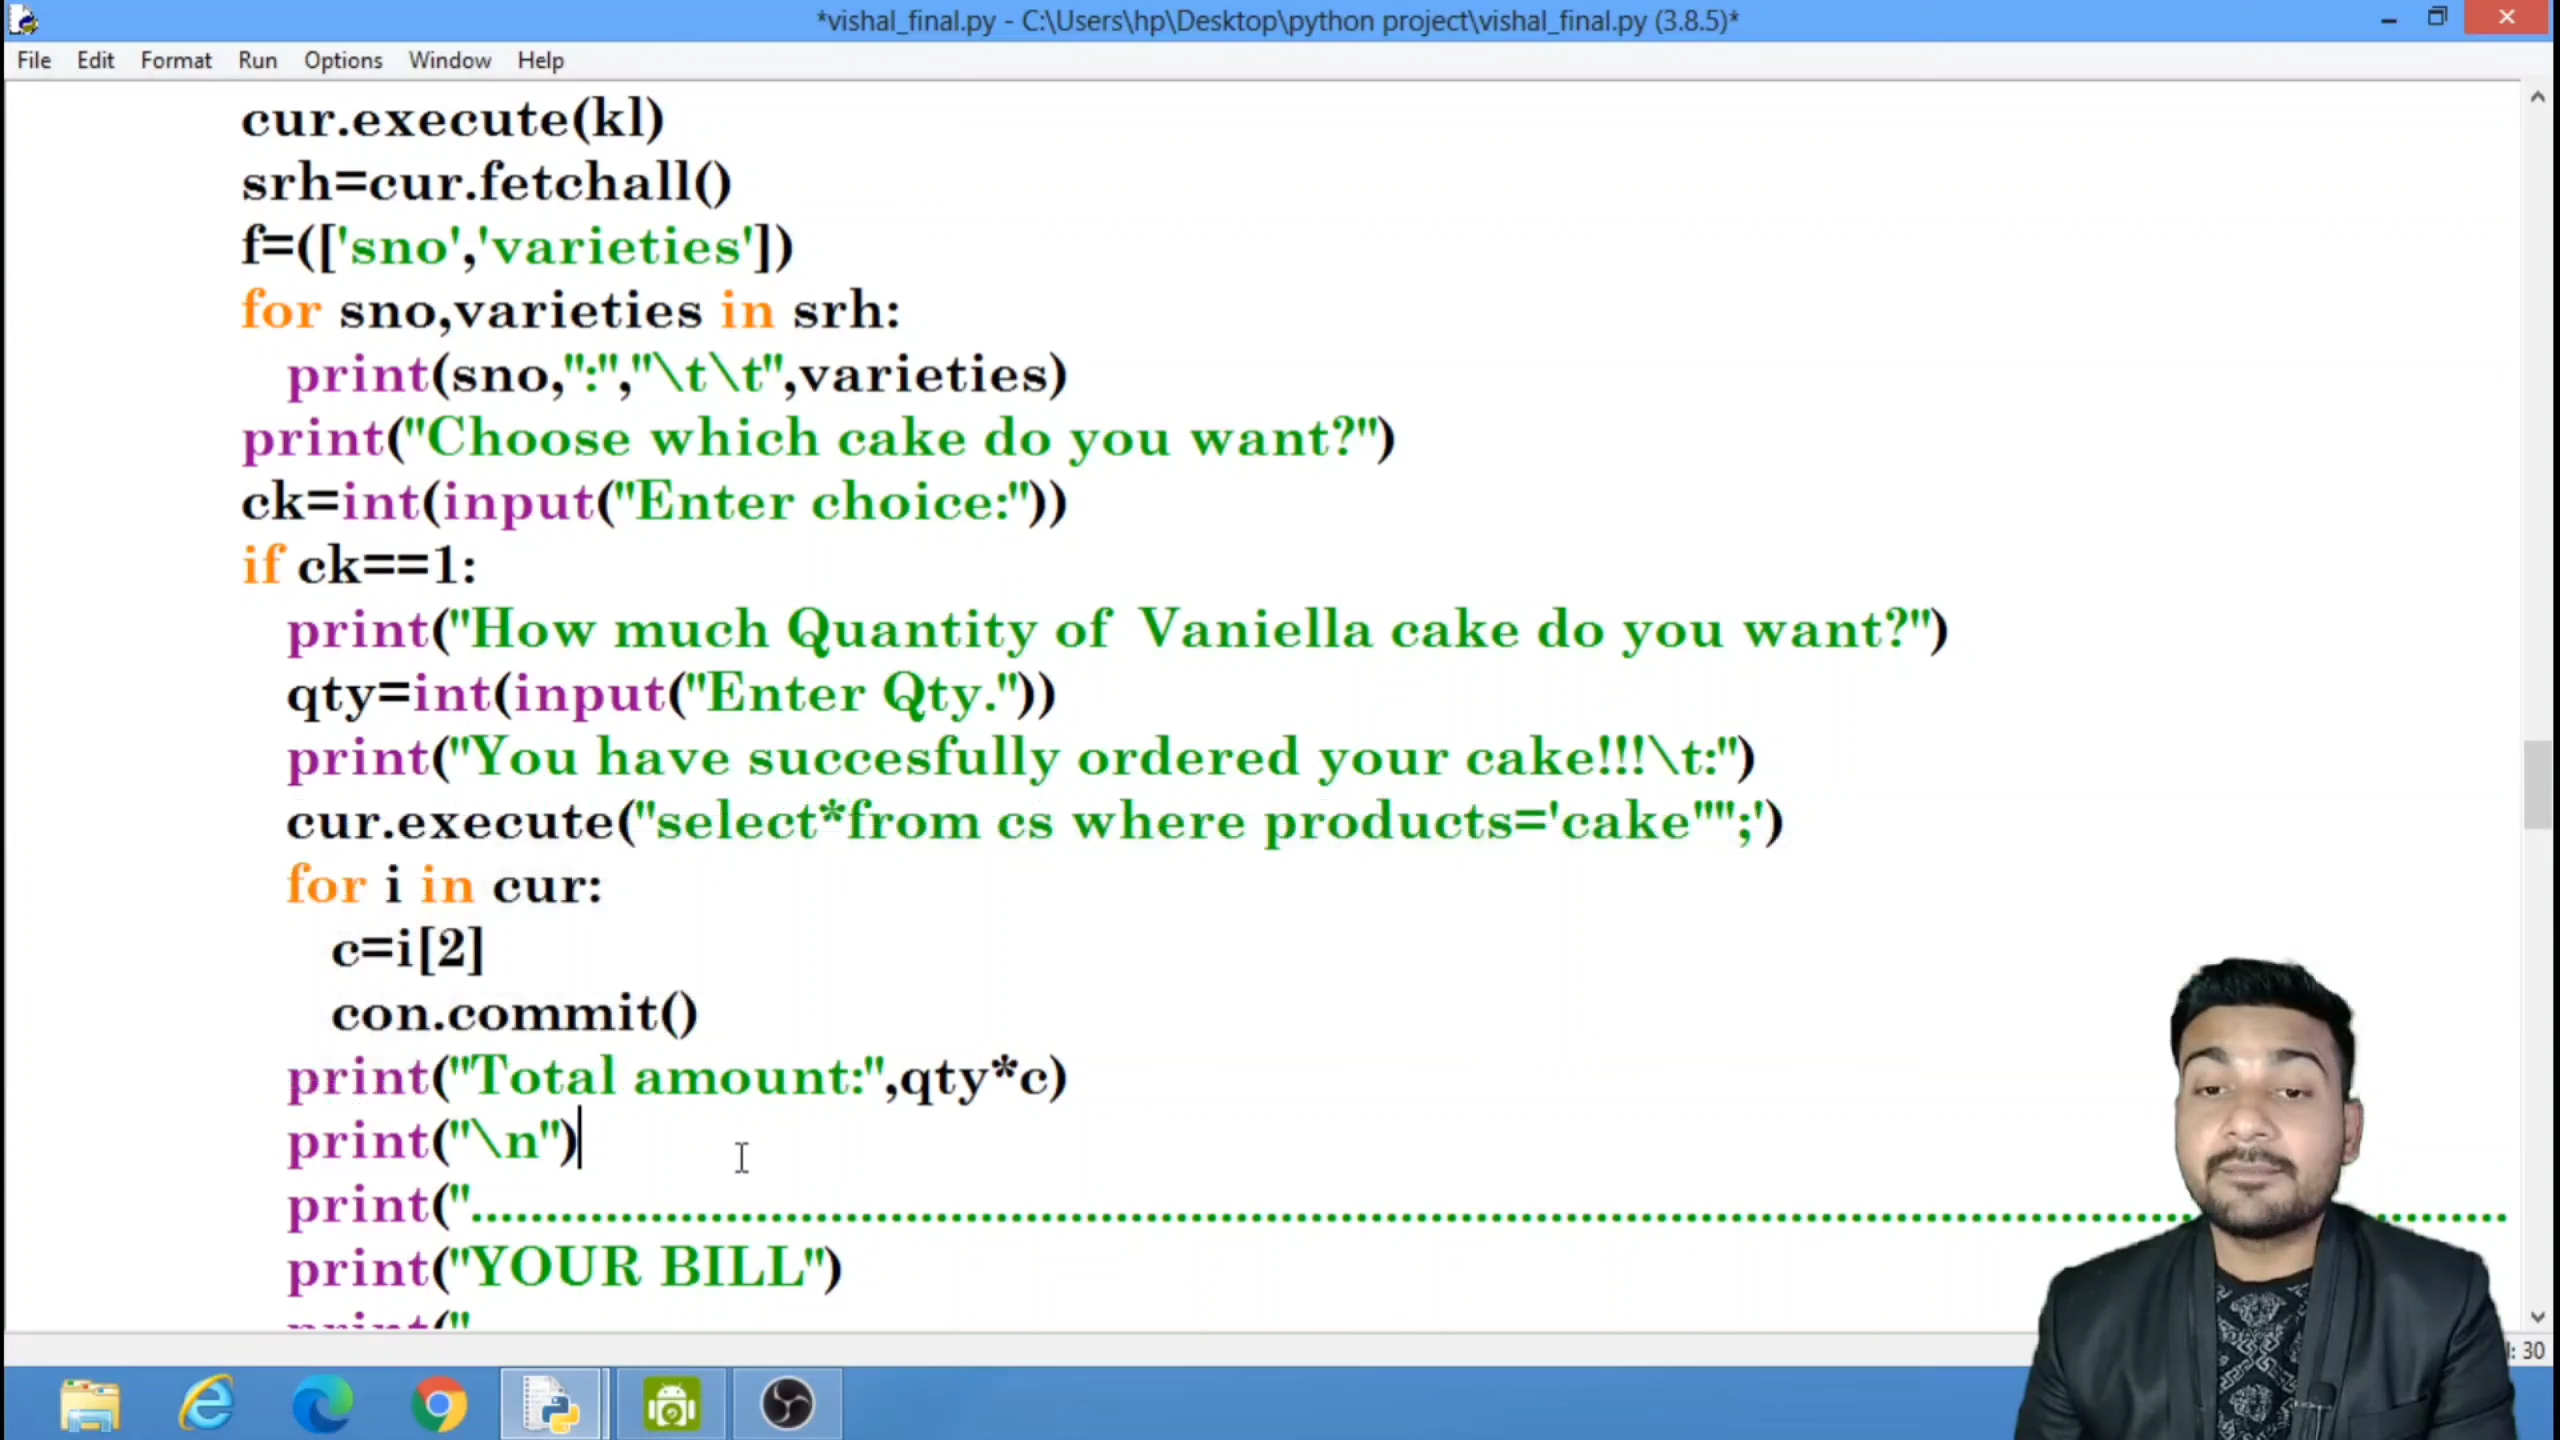 *vishal_final.py - C:\Users\hp\Desktop\python project\vishal_final.py (3.8.5)*
File Edit Format Run Options Window Help
cur.execute(kl)
srh=cur.fetchall()
f=(['sno','varieties'])
for sno,varieties in srh:
print(sno,":","\t\t",varieties)
print("Choose which cake do you want?")
ck=int(input("Enter choice:"))
if ck==1:
print("How much Quantity of  Vaniella cake do you want?")
qty=int(input("Enter Qty."))
print("You have succesfully ordered your cake!!!\t:")
cur.execute("select*from cs where products='cake'"";')
for i in cur:
c=i[2]
con.commit()
print("Total amount:",qty*c)
print("\n")
print("..........................................................................................................................................
print("YOUR BILL")
print("
: 30